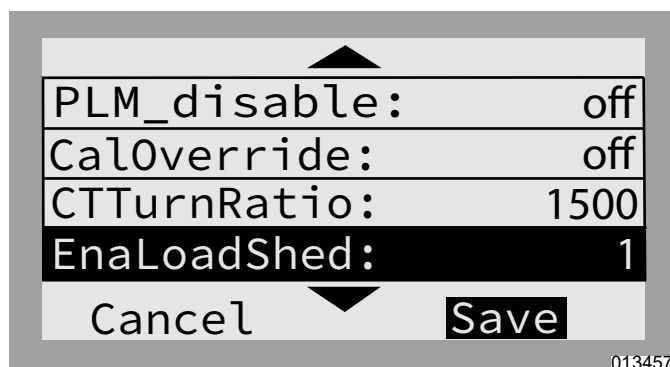 PLM_disable: off
CalOverride: off
CTTurnRatio: 1500
EnaLoadShed: 1
Cancel Save
013457